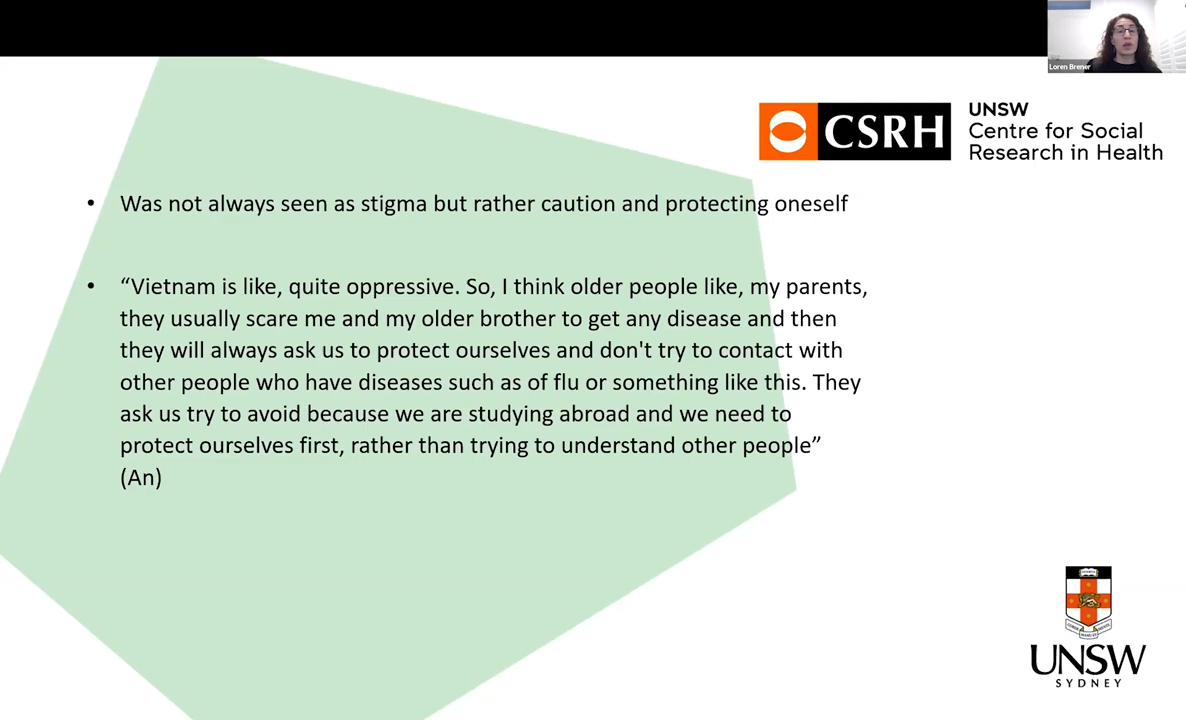 Loren Brener
CSRH
UNSW
Centre for Social
Research in Health
• Was not always seen as stigma but rather caution and protecting oneself
• “Vietnam is like, quite oppressive. So, I think older people like, my parents,
they usually scare me and my older brother to get any disease and then
they will always ask us to protect ourselves and don't try to contact with
other people who have diseases such as of flu or something like this. They
ask us try to avoid because we are studying abroad and we need to
protect ourselves first, rather than trying to understand other people”
(An)
UNSW
SYDNEY